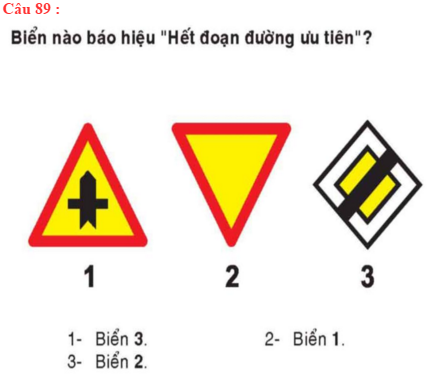 Câu 89 :
Biển nào báo hiệu "Hết đoạn đường ưu tiên"?
1 2 3
1- Biển 3. 2- Biển 1.
3- Biển 2.